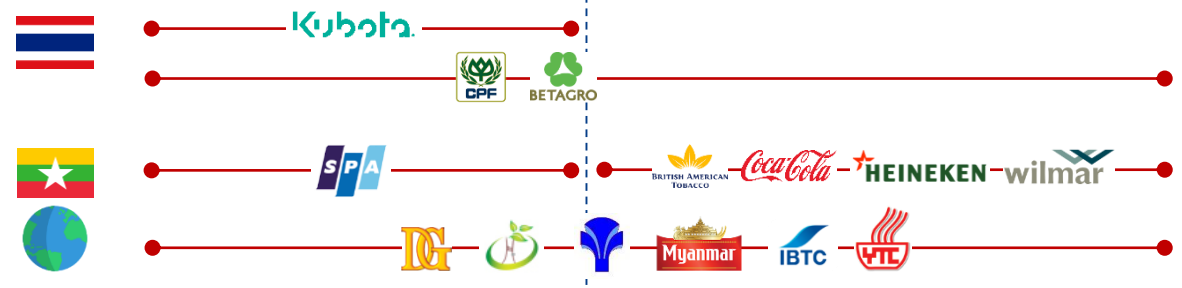 Kubota.
CPF
BETAGRO
SPA
BRITISH AMERICAN
TOBACCO
Coca-Cola
HEINEKEN
wilmar
DG
Myanmar
IBTC
YTC